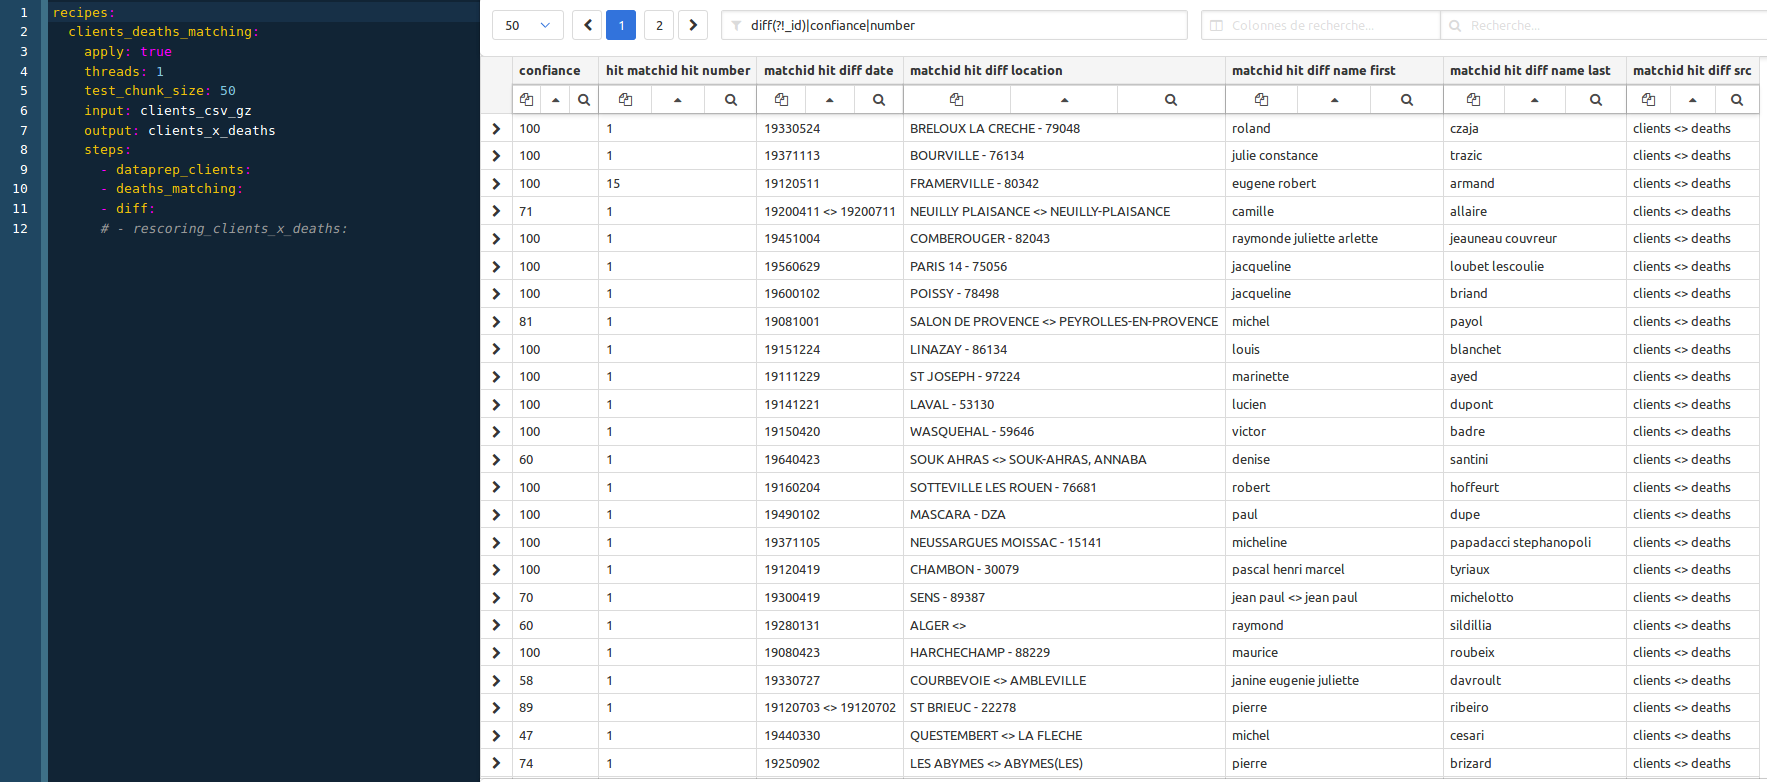 1 recipes:
2 clients_deaths_matching:
3 apply: true
4 threads: 1
5 test_chunk_size: 50
6 input: clients_csv_gz
7 output: clients_x_deaths
8 steps:
9 - dataprep_clients:
10 - deaths_matching:
11 - diff:
12 # - rescoring_clients_x_deaths:
50 1 2 diff(?!_id)|confiance|number Colonnes de recherche... Recherche...
confiance hit matchid hit number matchid hit diff date matchid hit diff location matchid hit diff name first matchid hit diff name last matchid hit diff src
100 1 19330524 BRELOUX LA CRECHE - 79048 roland czaja clients <> deaths
100 1 19371113 BOURVILLE - 76134 julie constance trazic clients <> deaths
100 15 19120511 FRAMERVILLE - 80342 eugene robert armand clients <> deaths
71 1 19200411 <> 19200711 NEUILLY PLAISANCE <> NEUILLY-PLAISANCE camille allaire clients <> deaths
100 1 19451004 COMBEROUGER - 82043 raymonde juliette arlette jeauneau couvreur clients <> deaths
100 1 19560629 PARIS 14 - 75056 jacqueline loubet lescoulie clients <> deaths
100 1 19600102 POISSY - 78498 jacqueline briand clients <> deaths
81 1 19081001 SALON DE PROVENCE <> PEYROLLES-EN-PROVENCE michel payol clients <> deaths
100 1 19151224 LINAZAY - 86134 louis blanchet clients <> deaths
100 1 19111229 ST JOSEPH - 97224 marinette ayed clients <> deaths
100 1 19141221 LAVAL - 53130 lucien dupont clients <> deaths
100 1 19150420 WASQUEHAL - 59646 victor badre clients <> deaths
60 1 19640423 SOUK AHRAS <> SOUK-AHRAS, ANNABA denise santini clients <> deaths
100 1 19160204 SOTTEVILLE LES ROUEN - 76681 robert hoffeurt clients <> deaths
100 1 19490102 MASCARA - DZA paul dupe clients <> deaths
100 1 19371105 NEUSSARGUES MOISSAC - 15141 micheline papadacci stephanopoli clients <> deaths
100 1 19120419 CHAMBON - 30079 pascal henri marcel tyriaux clients <> deaths
70 1 19300419 SENS - 89387 jean paul <> jean paul michelotto clients <> deaths
60 1 19280131 ALGER <> raymond sildillia clients <> deaths
100 1 19080423 HARCHECHAMP - 88229 maurice roubeix clients <> deaths
58 1 19330727 COURBEVOIE <> AMBLEVILLE janine eugenie juliette davroult clients <> deaths
89 1 19120703 <> 19120702 ST BRIEUC - 22278 pierre ribeiro clients <> deaths
47 1 19440330 QUESTEMBERT <> LA FLECHE michel cesari clients <> deaths
74 1 19250902 LES ABYMES <> ABYMES(LES) pierre brizard clients <> deaths